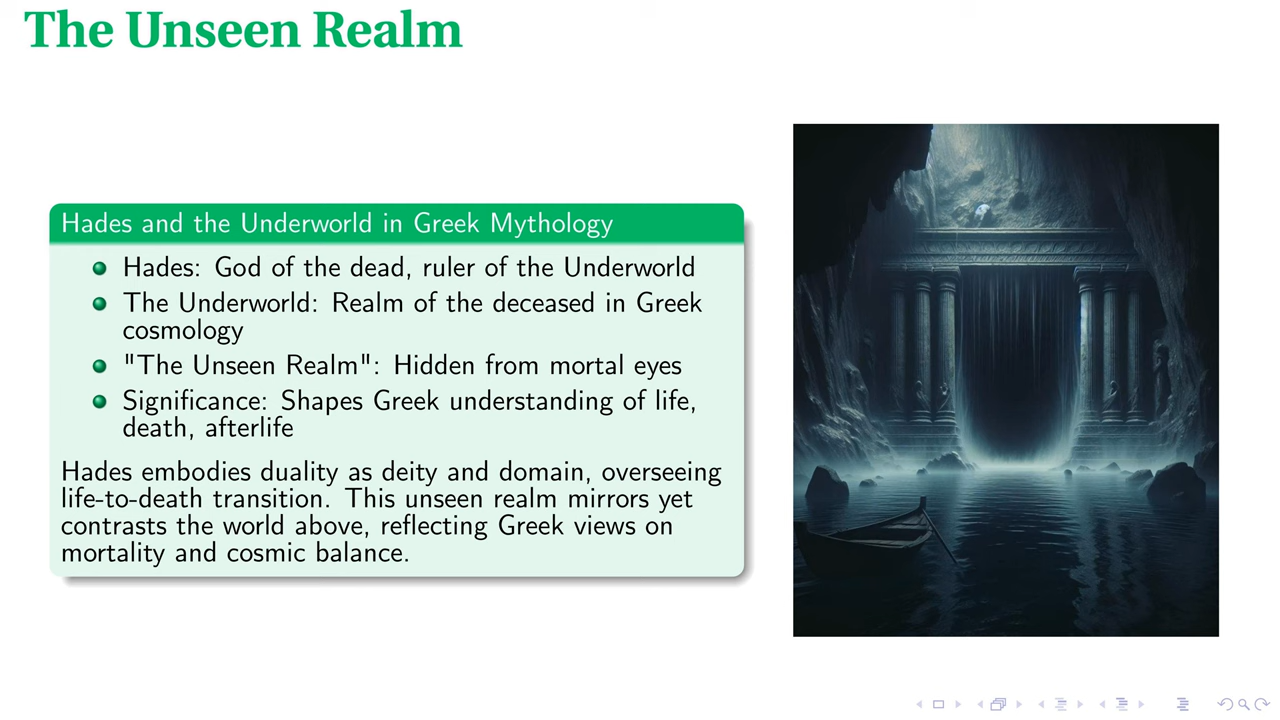 The Unseen Realm
Hades and the Underworld in Greek Mythology
Hades: God of the dead, ruler of the Underworld
The Underworld: Realm of the deceased in Greek
cosmology
"The Unseen Realm": Hidden from mortal eyes
Significance: Shapes Greek understanding of life,
death, afterlife
Hades embodies duality as deity and domain, overseeing
life-to-death transition. This unseen realm mirrors yet
contrasts the world above, reflecting Greek views on
mortality and cosmic balance.